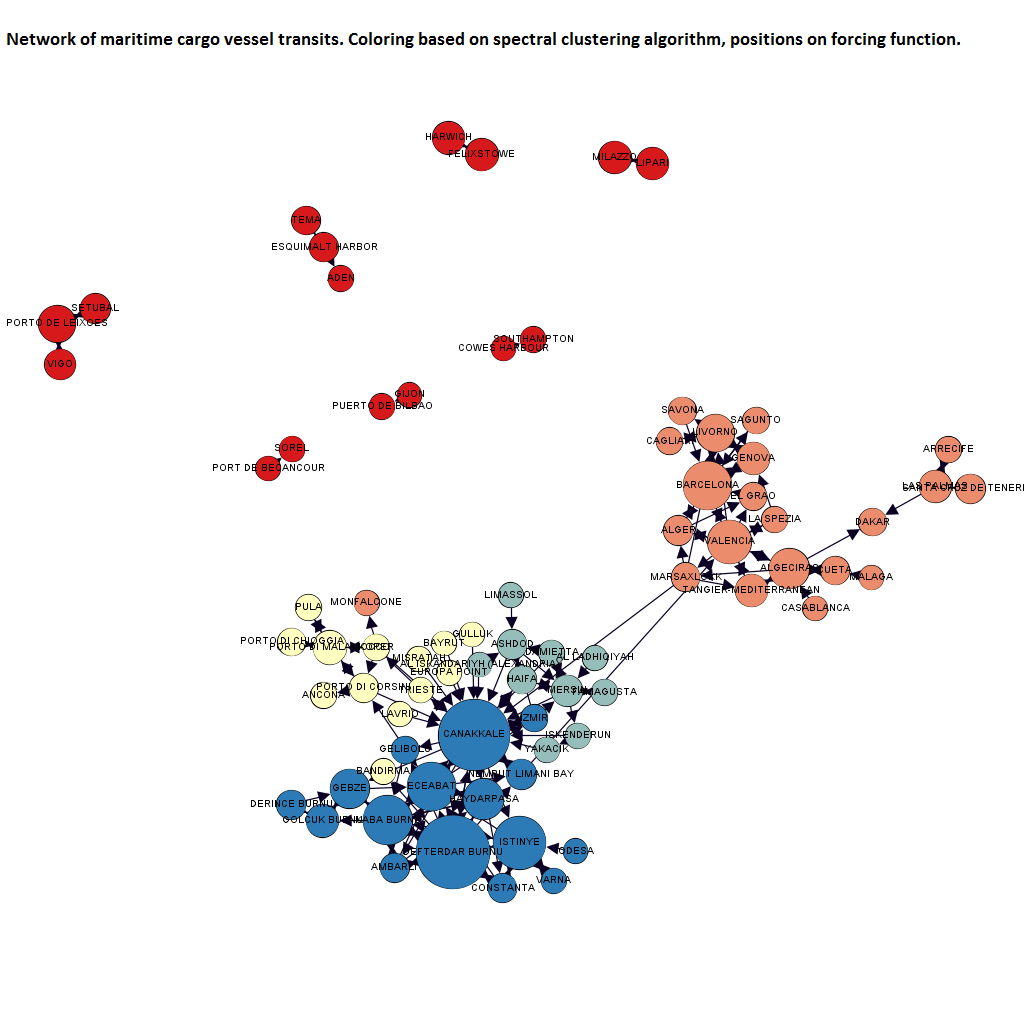 Network of maritime cargo vessel transits. Coloring based on spectral clustering algorithm, positions on forcing function.
HARWICH
FELIXSTOWE
MILAZZO
LIPARI
TEMA
ESQUIMALT HARBOR
ADEN
SETUBAL
PORTO DE LEIXOES
VIGO
SOUTHAMPTON
COWES HARBOUR
GIJON
PUERTO DE BILBAO
SOREL
PORT DE BECANCOUR
SAVONA
SAGUNTO
LIVORNO
CAGLIARI
GENOVA
BARCELONA
EL GRAO
ARRECIFE
LAS PALMAS
SANTA CRUZ DE TENERI
LA SPEZIA
DAKAR
ALGER
VALENCIA
ALGECIRAS
CUETA
MALAGA
MARSAXLOKK
TANGIER-MEDITERRANEAN
CASABLANCA
LIMASSOL
PULA
MONFALCONE
GULLUK
PORTO DI CHIOGGIA
PORTO DI MALAMOCCO
KOPER
BAYRUT
ASHDOD
DAMIETTA
AL LADHIQIYAH
MISRATAH
AL ISKANDARIYH (ALEXANDRIA)
EUROPA POINT
HAIFA
MERSIN
FAMAGUSTA
ANCONA
PORTO DI CORSINI
TRIESTE
LAVRIO
IZMIR
CANAKKALE
ISKENDERUN
YAKACIK
GELIBOLU
BANDIRMA
NEMRUT LIMANI BAY
GEBZE
ECEABAT
HAYDARPASA
DERINCE BURNU
GOLCUK BURNU
ABA BURNU
ISTINYE
DEFTERDAR BURNU
ODESA
AMBARLI
VARNA
CONSTANTA